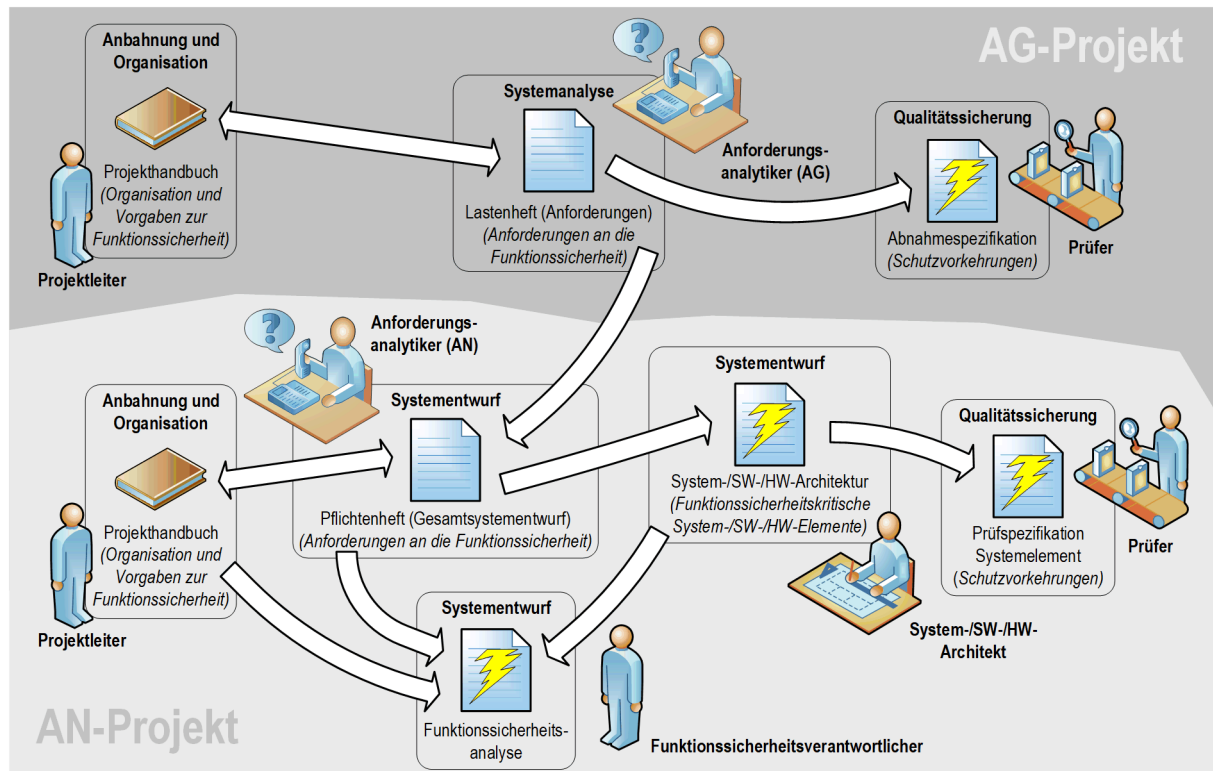 AG-Projekt
Anbahnung und
Organisation
Projekthandbuch
(Organisation und
Vorgaben zur
Funktionssicherheit)
Projektleiter
Systemanalyse
Lastenheft (Anforderungen)
(Anforderungen an die
Funktionssicherheit)
?
Anforderungs-
analytiker (AG)
Qualitätssicherung
Abnahmespezifikation
(Schutzvorkehrungen)
Prüfer
?
Anforderungs-
analytiker (AN)
Anbahnung und
Organisation
Projekthandbuch
(Organisation und
Vorgaben zur
Funktionssicherheit)
Projektleiter
Systementwurf
Pflichtenheft (Gesamtsystementwurf)
(Anforderungen an die Funktionssicherheit)
Systementwurf
System-/SW-/HW-Architektur
(Funktionssicherheitskritische
System-/SW-/HW-Elemente)
System-/SW-/HW-
Architekt
Qualitätssicherung
Prüfspezifikation
Systemelement
(Schutzvorkehrungen)
Prüfer
Systementwurf
Funktionssicherheits-
analyse
Funktionssicherheitsverantwortlicher
AN-Projekt